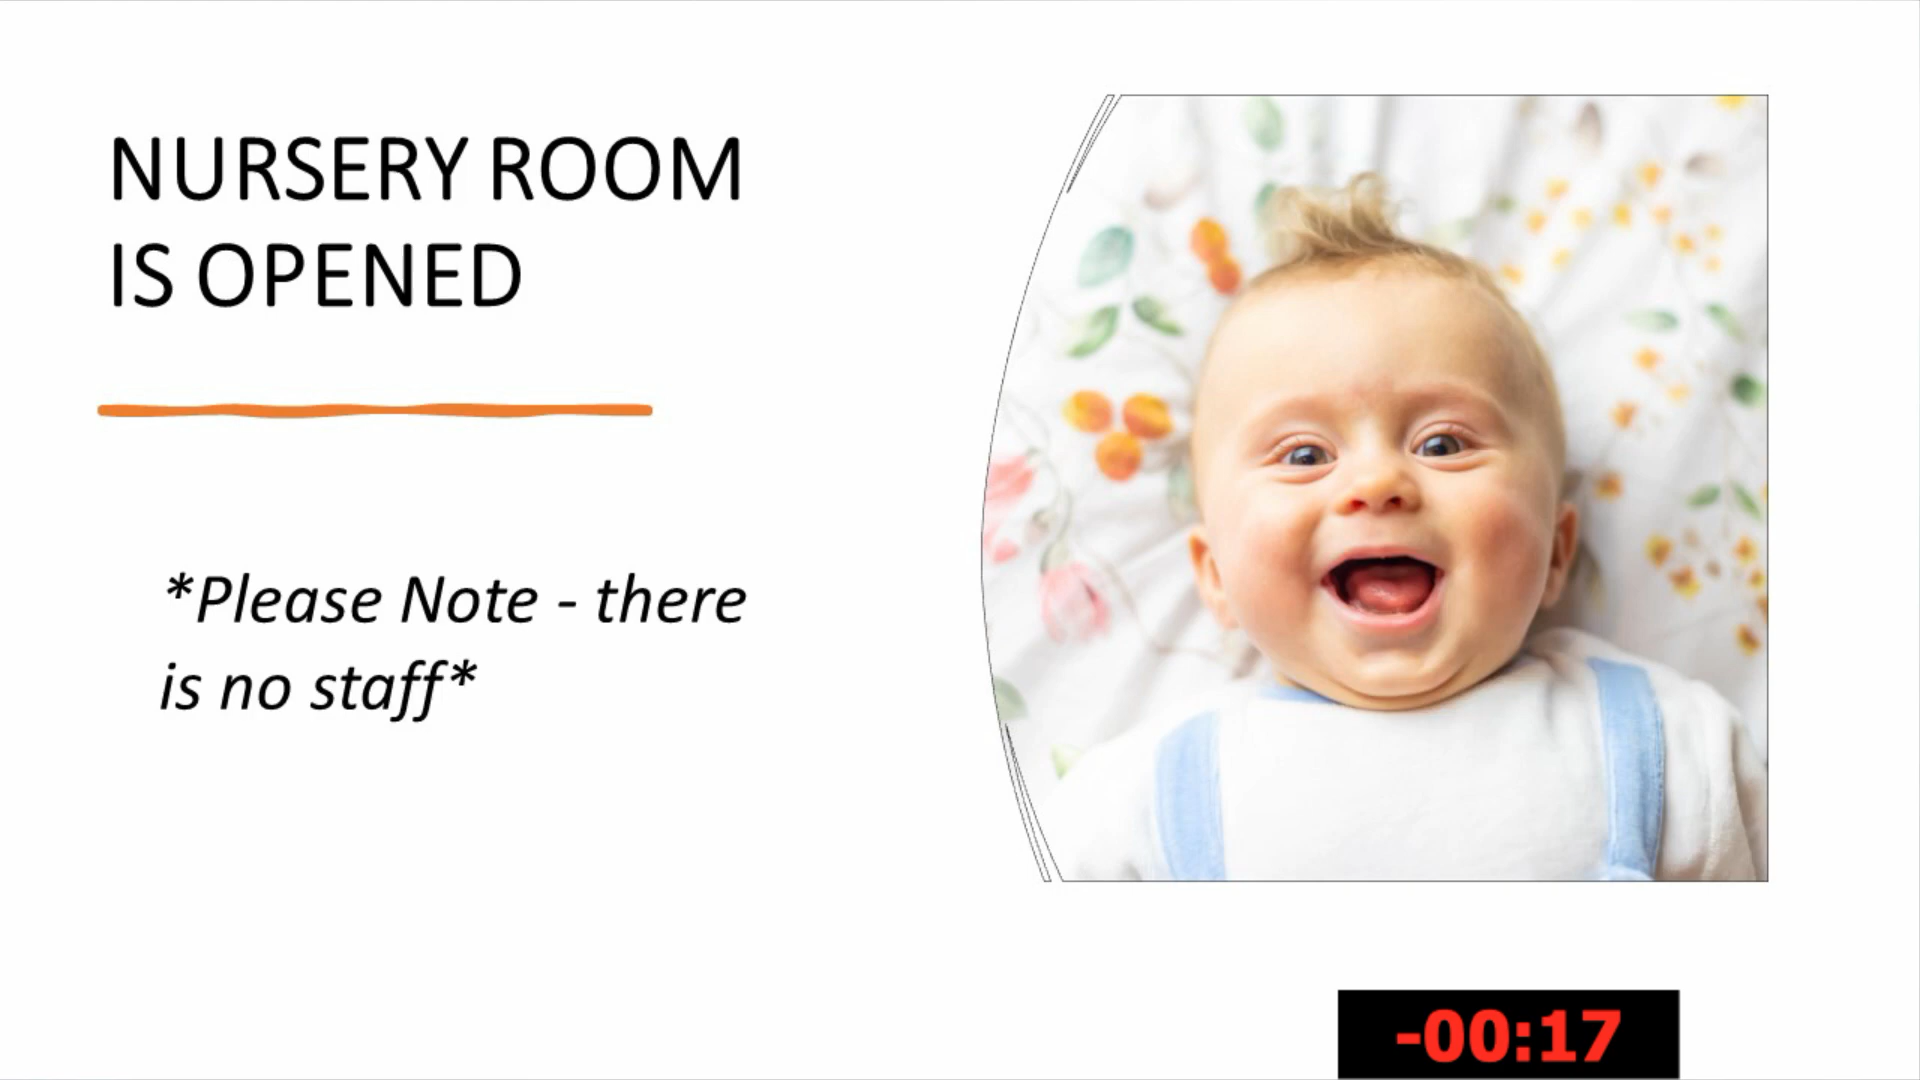 NURSERY ROOM
IS OPENED
*Please Note - there
is no staff*
-00:17